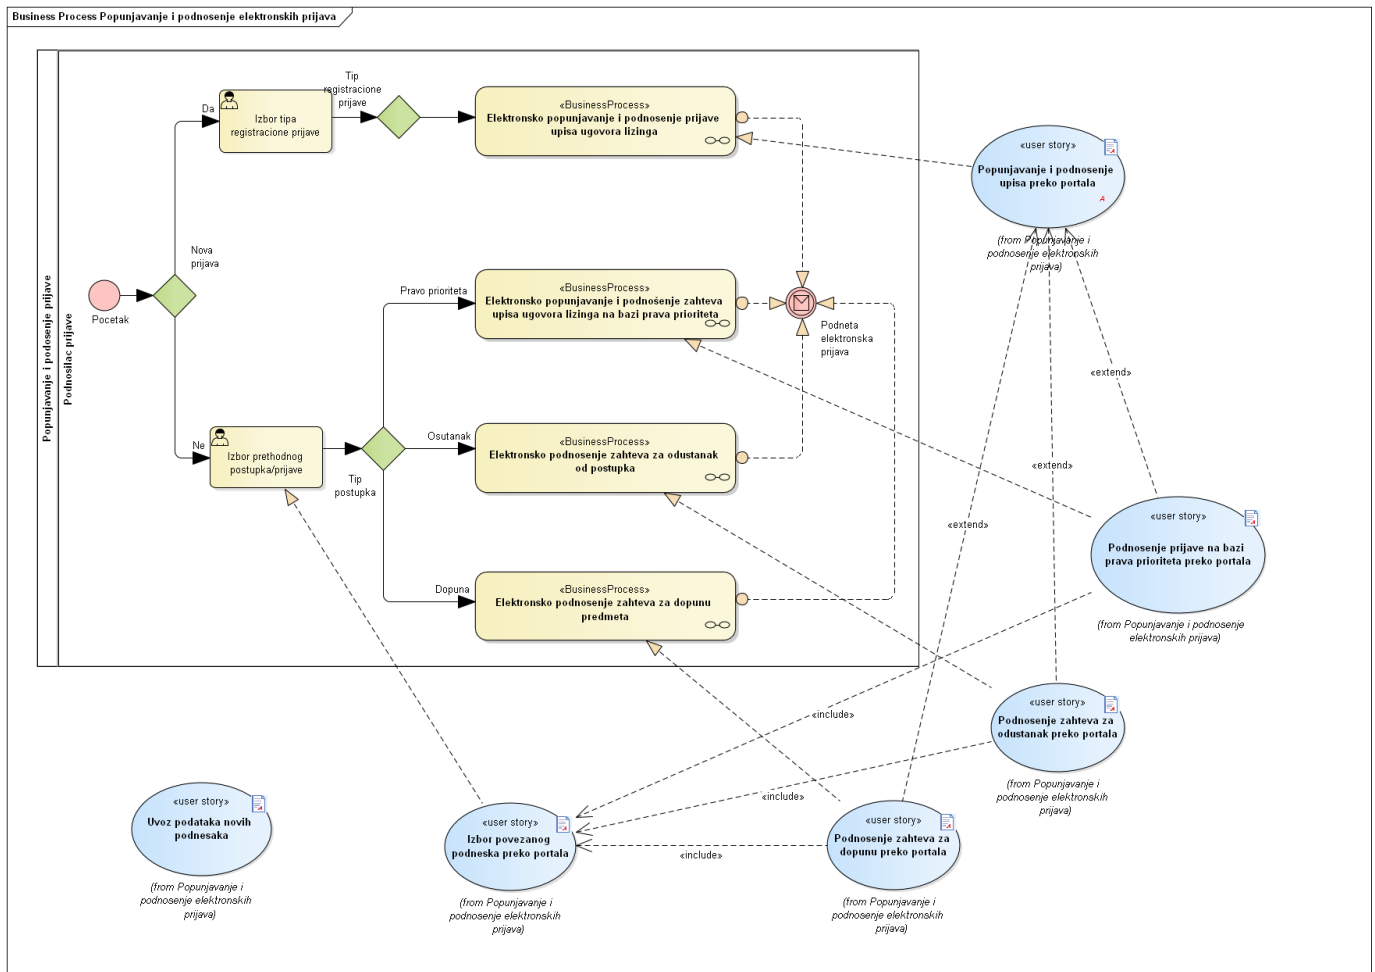 Business Process Popunjavanje i podnosenje elektronskih prijava
Popunjavanje i podosenje prijave
Podnosilac prijave
Pocetak
Nova
prijava
Da
Ne
Izbor tipa
registracione prijave
Tip
registracione
prijave
«BusinessProcess»
Elektronsko popunjavanje i podnosenje prijave
upisa ugovora lizinga
Izbor prethodnog
postupka/prijave
Tip
postupka
Pravo prioriteta
«BusinessProcess»
Elektronsko popunjavanje i podnošenje zahteva
upisa ugovora lizinga na bazi prava prioriteta
Osutanak
«BusinessProcess»
Elektronsko podnosenje zahteva za odustanak
od postupka
Dopuna
«BusinessProcess»
Elektronsko podnosenje zahteva za dopunu
predmeta
Podneta
elektronska
prijava
«user story»
Popunjavanje i podnosenje
upisa preko portala
A
(from Popunjavanje i
podnosenje elektronskih
prijava)
«extend»
«extend»
«extend»
«user story»
Podnosenje prijave na bazi
prava prioriteta preko portala
(from Popunjavanje i podnosenje
elektronskih prijava)
«user story»
Podnosenje zahteva za
odustanak preko portala
(from Popunjavanje i
podnosenje elektronskih
prijava)
«include»
«include»
«include»
«user story»
Uvoz podataka novih
podnesaka
(from Popunjavanje i
podnosenje elektronskih
prijava)
«user story»
Izbor povezanog
podneska preko portala
(from Popunjavanje i
podnosenje elektronskih
prijava)
«user story»
Podnosenje zahteva za
dopunu preko portala
(from Popunjavanje i
podnosenje elektronskih
prijava)